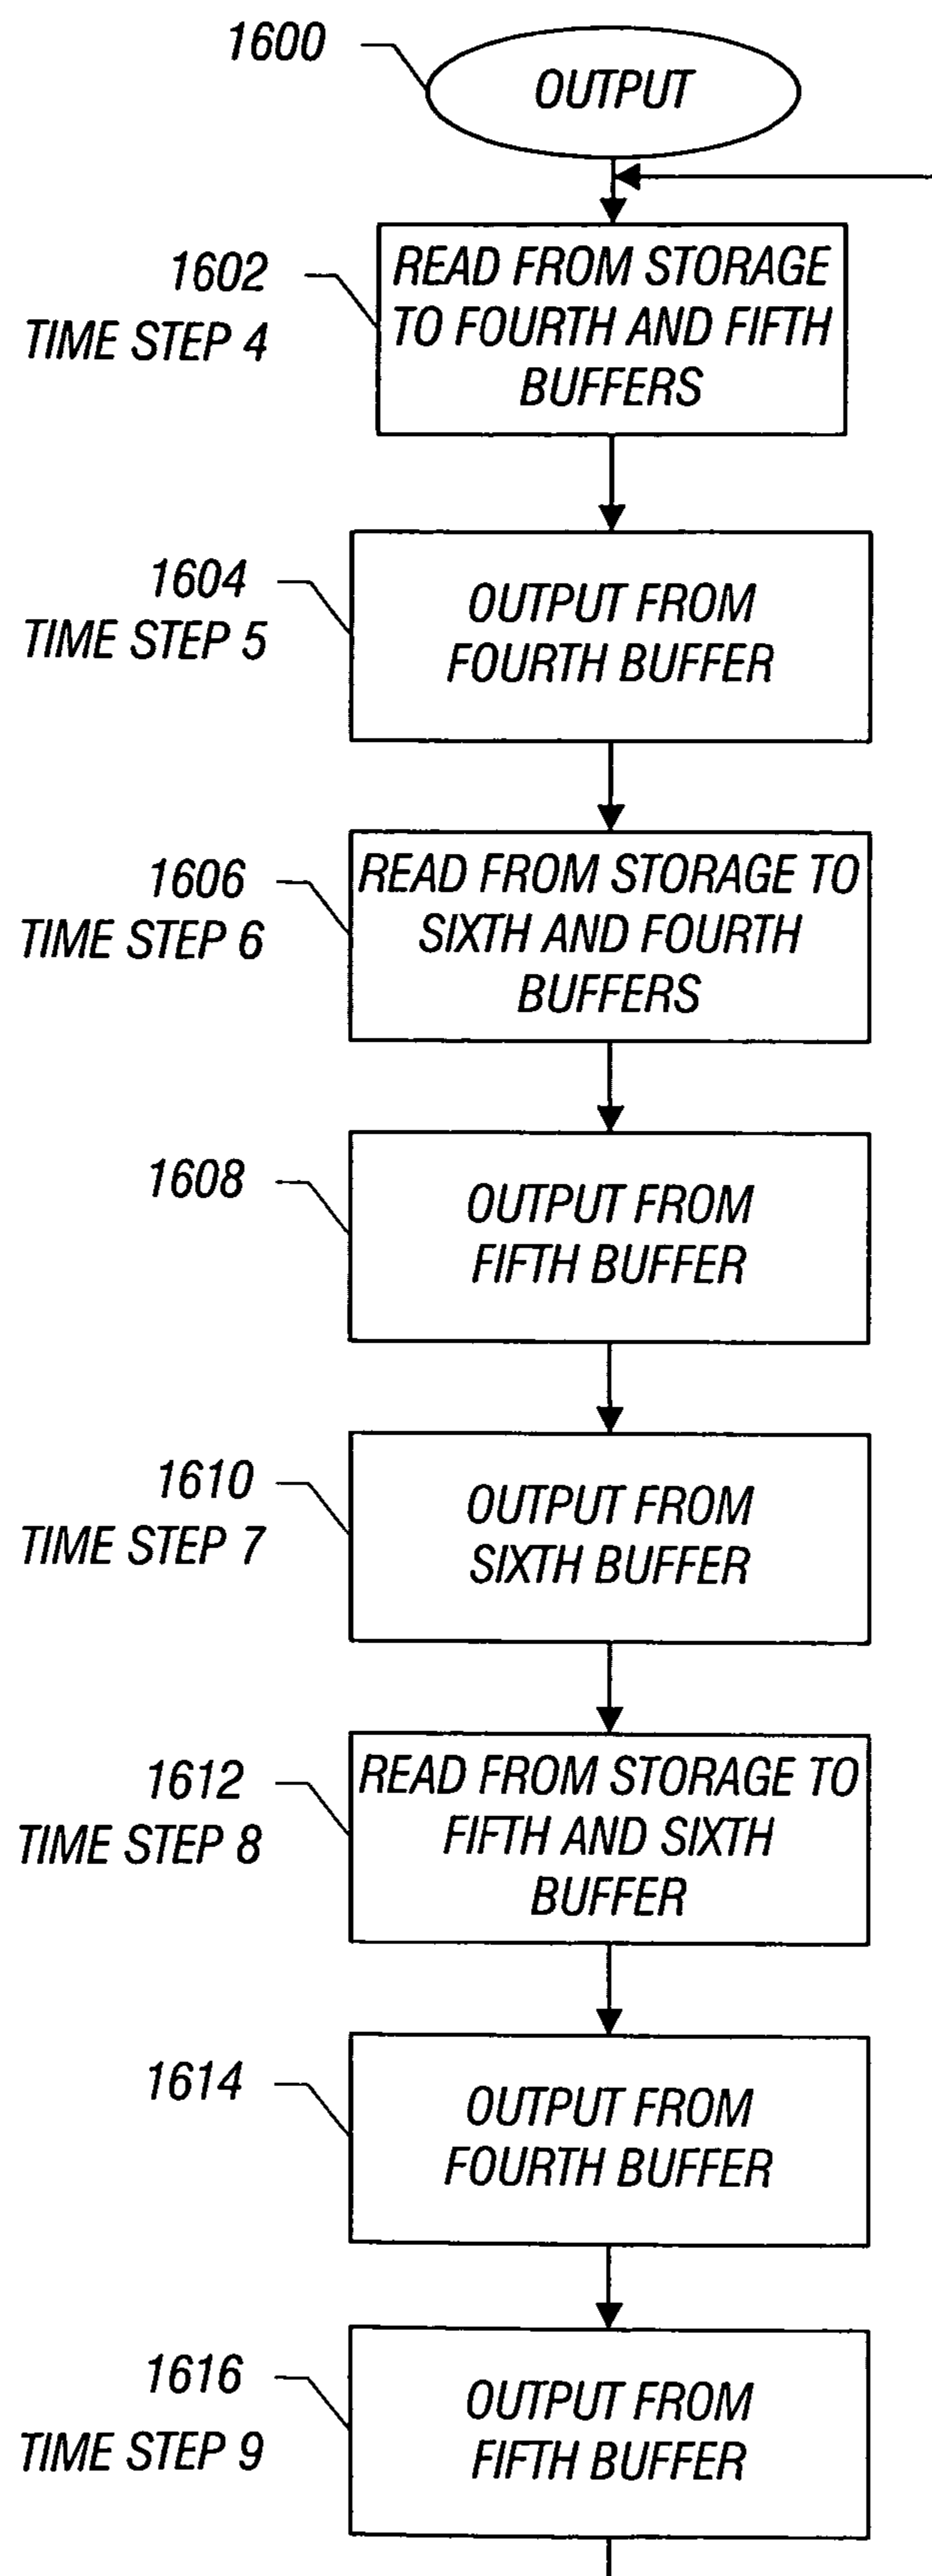 1600
OUTPUT
1602
TIME STEP 4
READ FROM STORAGE
TO FOURTH AND FIFTH
BUFFERS
1604
TIME STEP 5
OUTPUT FROM
FOURTH BUFFER
1606
TIME STEP 6
READ FROM STORAGE TO
SIXTH AND FOURTH
BUFFERS
1608
OUTPUT FROM
FIFTH BUFFER
1610
TIME STEP 7
OUTPUT FROM
SIXTH BUFFER
1612
TIME STEP 8
READ FROM STORAGE TO
FIFTH AND SIXTH
BUFFER
1614
OUTPUT FROM
FOURTH BUFFER
1616
TIME STEP 9
OUTPUT FROM
FIFTH BUFFER